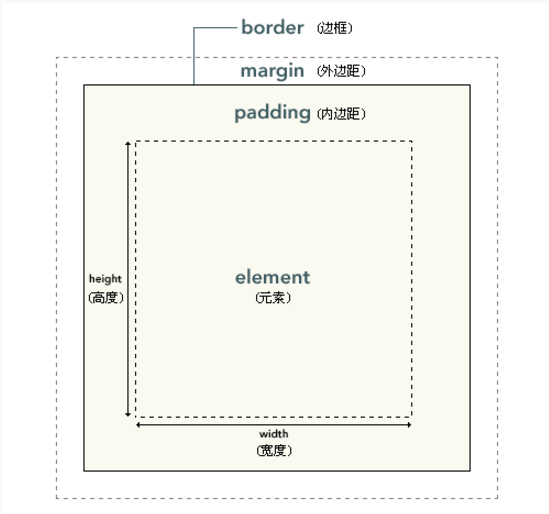 border (边框)
margin (外边距)
padding (内边距)
height
(高度)
element
(元素)
width
(宽度)